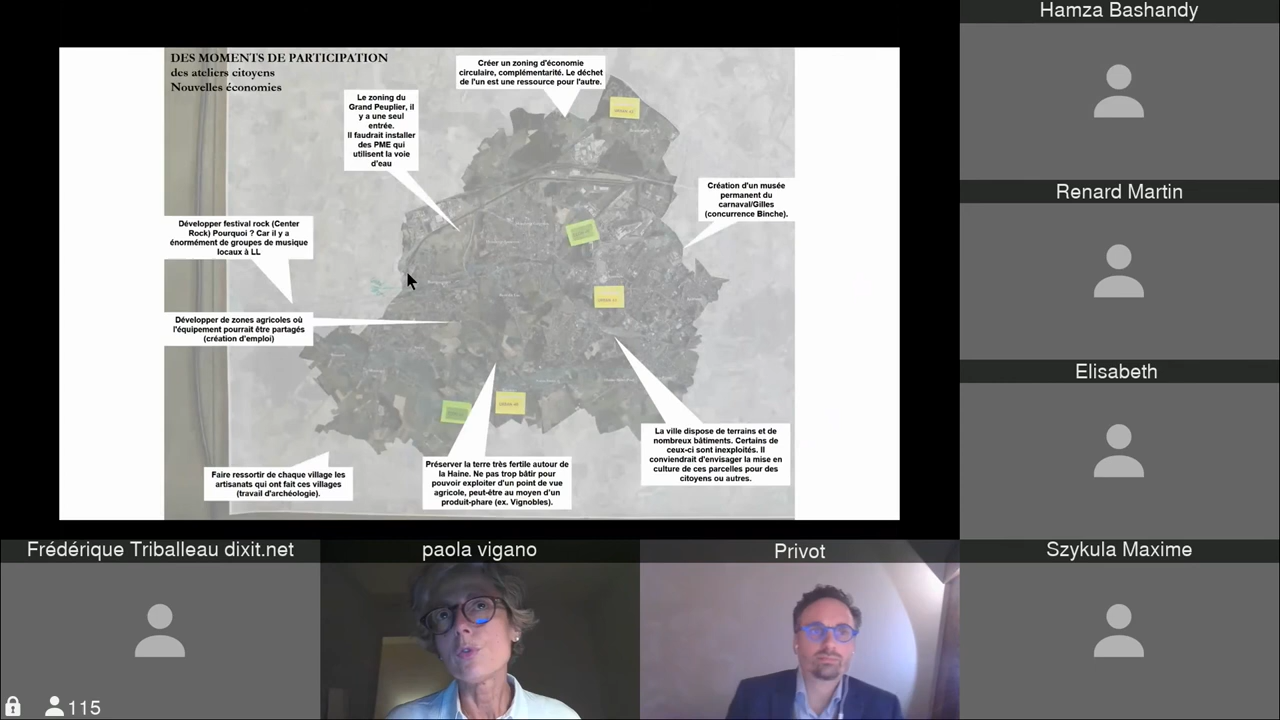 Hamza Bashandy
DES MOMENTS DE PARTICIPATION
des ateliers citoyens
Nouvelles économies
Créer un zoning d'économie
circulaire, complémentarité. Le déchet
de l'un est une ressource pour l'autre.
Le zoning du
Grand Peuplier, il
y a une seul
entrée.
Il faudrait installer
des PME qui
utilisent la voie
d'eau
Renard Martin
Création d'un musée
permanent du
carnaval/Gilles
(concurrence Binche).
Développer festival rock (Center
Rock) Pourquoi ? Car il y a
énormément de groupes de musique
locaux à LL
Développer de zones agricoles où
l'équipement pourrait être partagés
(création d'emploi)
Elisabeth
La ville dispose de terrains et de
nombreux bâtiments. Certains de
ceux-ci sont inexploités. Il
conviendrait d'envisager la mise en
culture de ces parcelles pour des
citoyens ou autres.
Préserver la terre très fertile autour de
la Haine. Ne pas trop bâtir pour
pouvoir exploiter d'un point de vue
agricole, peut-être au moyen d'un
produit-phare (ex. Vignobles).
Faire ressortir de chaque village les
artisanats qui ont fait ces villages
(travail d'archéologie).
Frédérique Triballeau dixit.net
paola vigano
Privot
Szykula Maxime
115